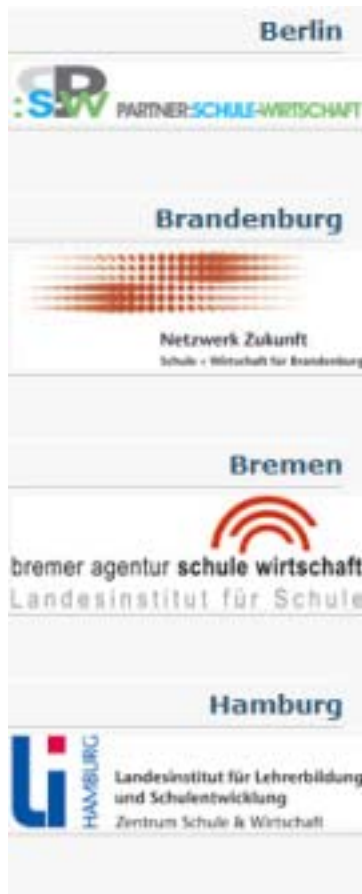 Berlin
:SPW PARTNER:SCHULE-WIRTSCHAFT
Brandenburg
Netzwerk Zukunft
Schule + Wirtschaft für Brandenburg
Bremen
bremer agentur schule wirtschaft
Landesinstitut für Schule
Hamburg
li HAMBURG
Landesinstitut für Lehrerbildung
und Schulentwicklung
Zentrum Schule & Wirtschaft